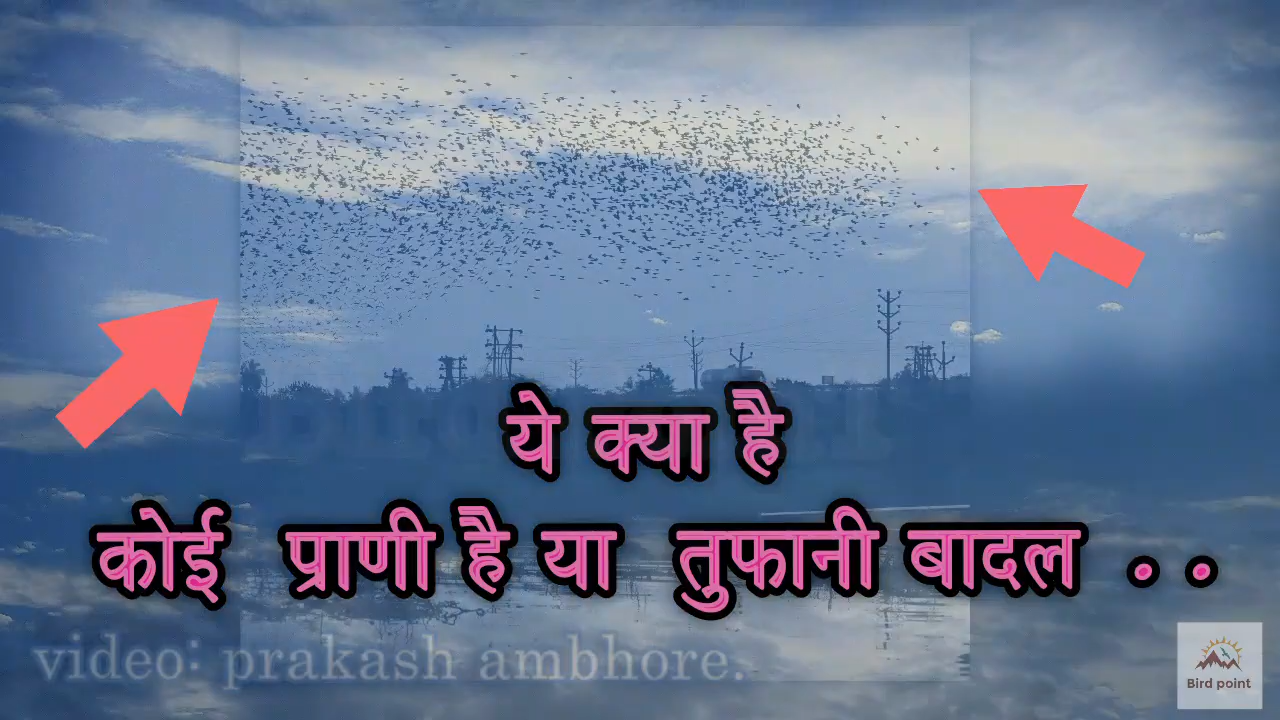 ये क्या है
कोई प्राणी है या तुफानी बादल . .
video: prakash ambhore.
Bird point